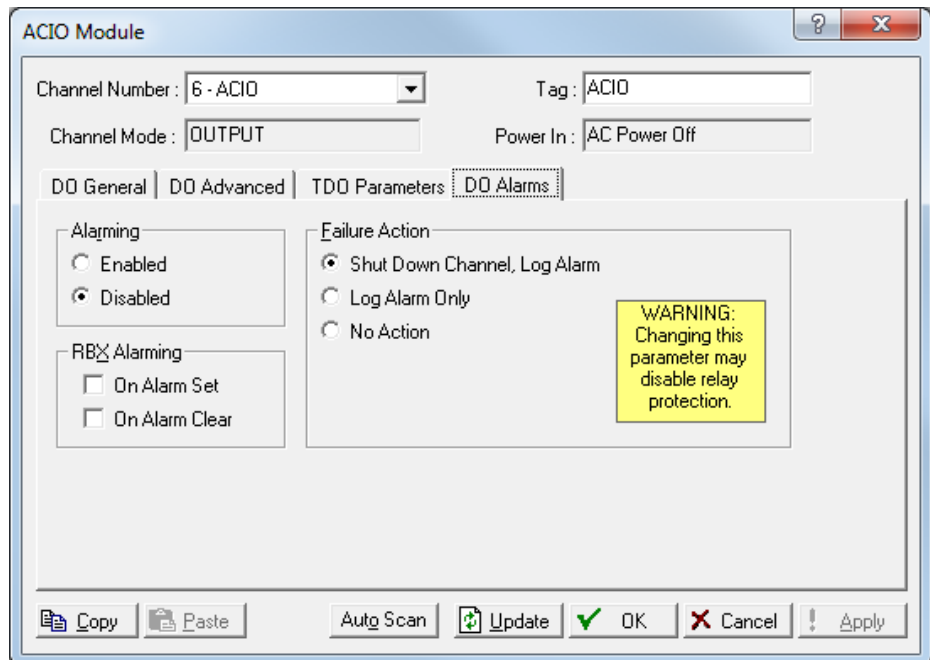 ACIO Module
Channel Number : 6 - ACIO Tag : ACIO
Channel Mode : OUTPUT Power In : AC Power Off
DO General DO Advanced TDO Parameters DO Alarms
Alarming
Enabled
Disabled
RBX Alarming
On Alarm Set
On Alarm Clear
Failure Action
Shut Down Channel, Log Alarm
Log Alarm Only
No Action
WARNING:
Changing this
parameter may
disable relay
protection.
Copy Paste Auto Scan Update OK Cancel ! Apply